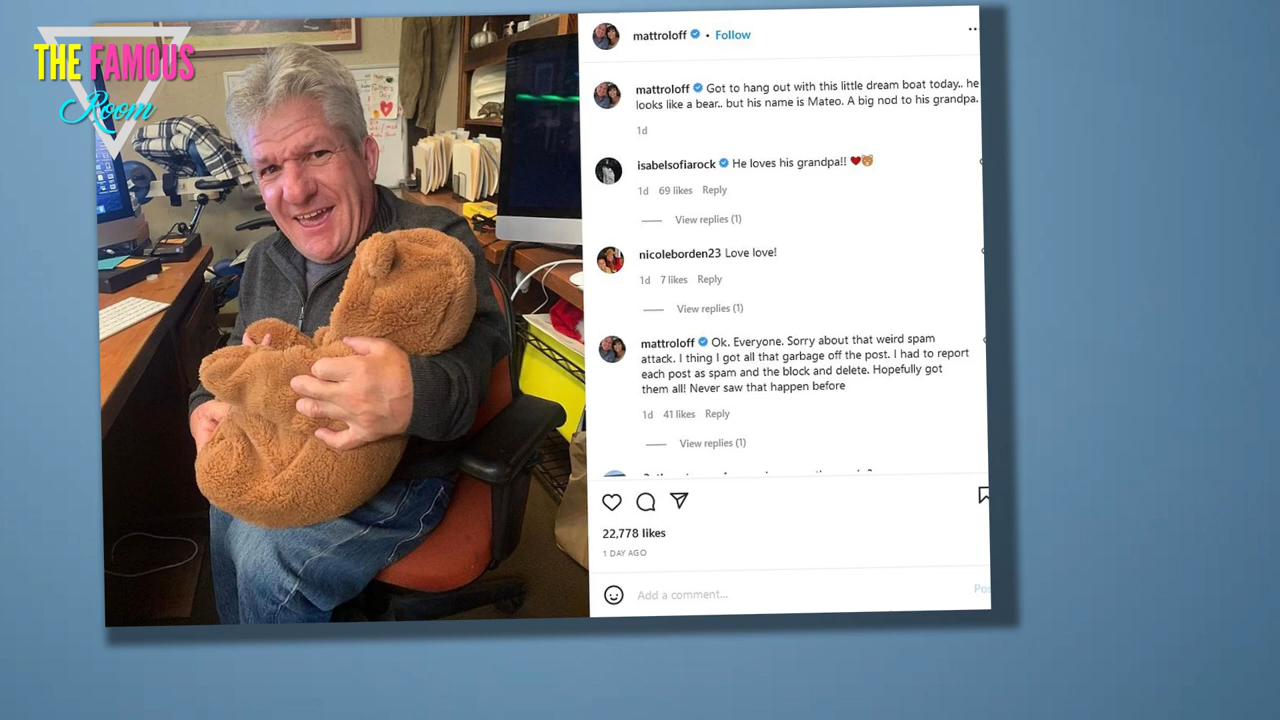 THE FAMOUS
Room
mattroloff • Follow
mattroloff Got to hang out with this little dream boat today.. he
looks like a bear.. but his name is Mateo. A big nod to his grandpa.
1d
isabelsofiarock He loves his grandpa!! ❤️🐻
1d 69 likes Reply
View replies (1)
nicoleborden23 Love love!
1d 7 likes Reply
View replies (1)
mattroloff Ok. Everyone. Sorry about that weird spam
attack. I thing I got all that garbage off the post. I had to report
each post as spam and the block and delete. Hopefully got
them all! Never saw that happen before
1d 41 likes Reply
View replies (1)
22,778 likes
1 DAY AGO
Add a comment...